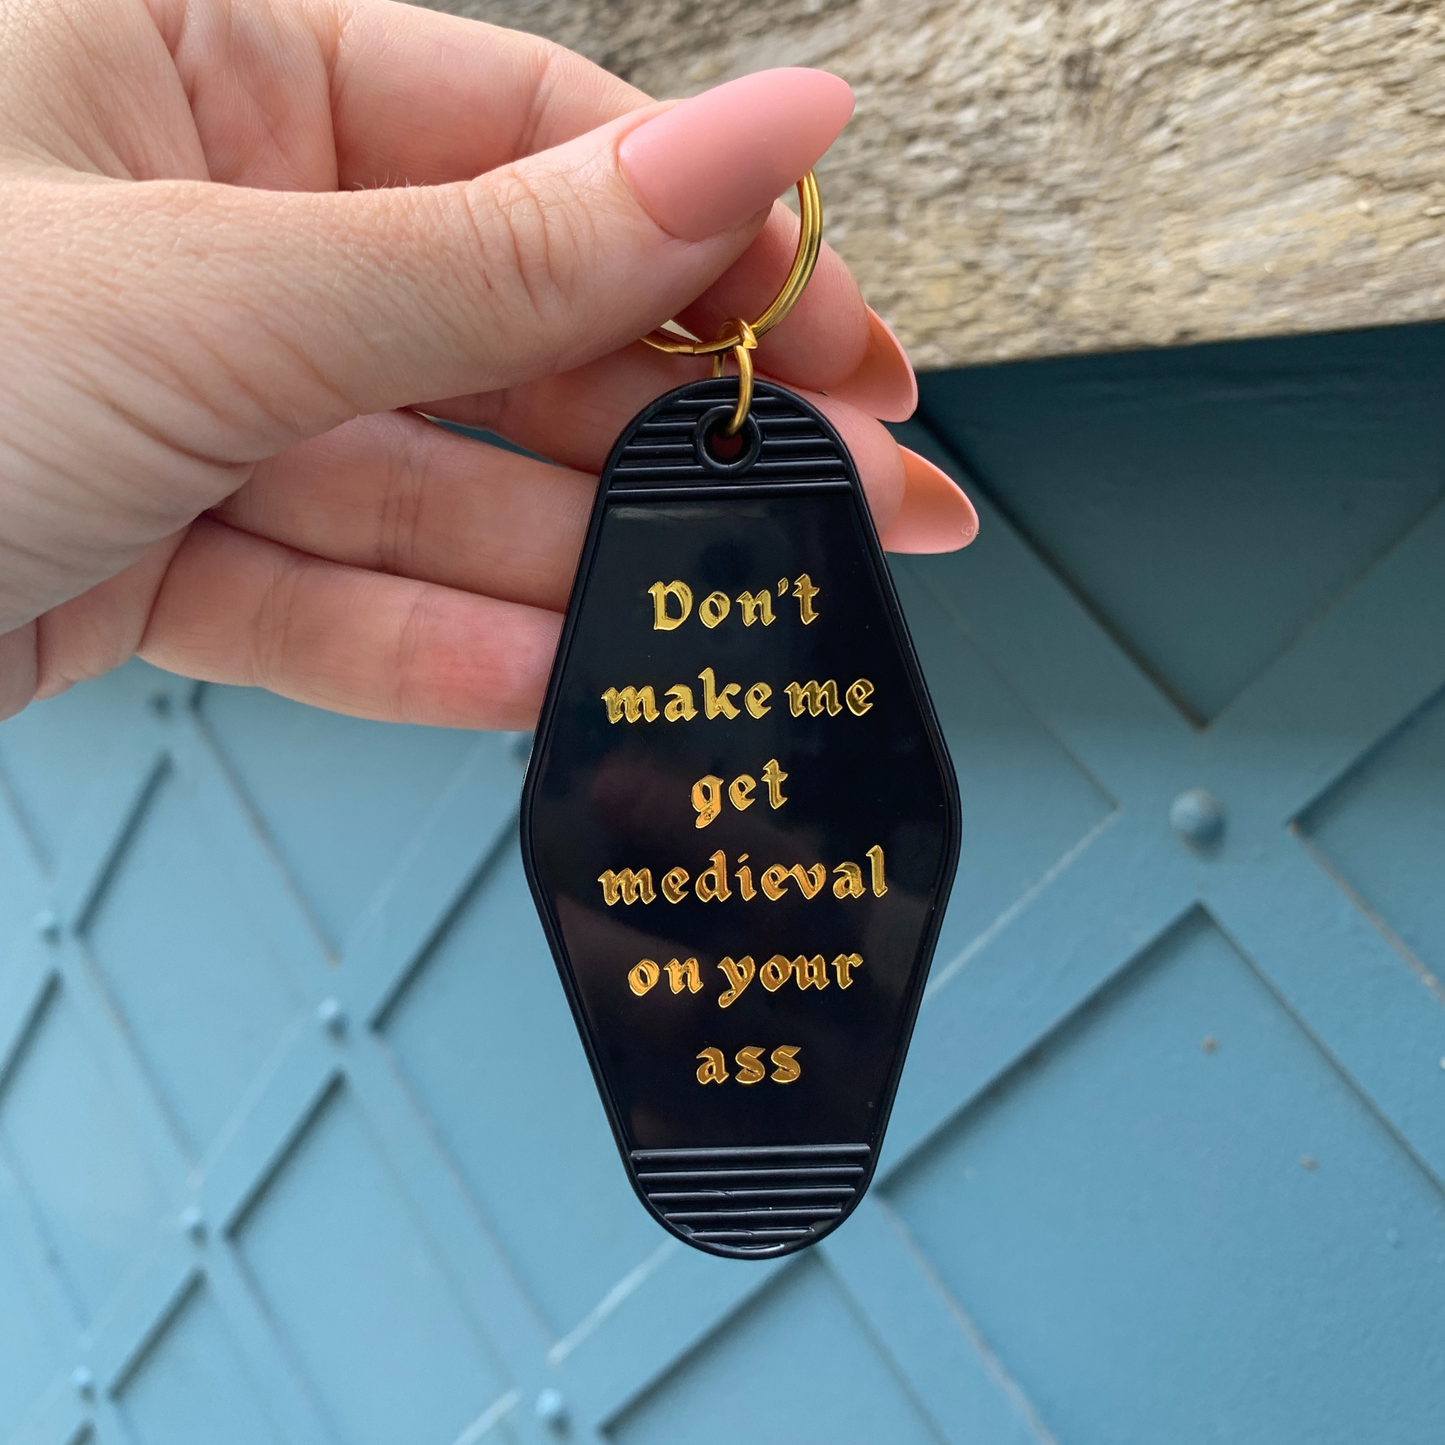 Don't
make me
get
medieval
on your
ass